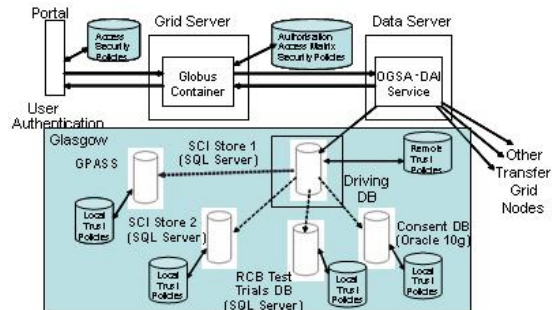 Portal
Grid Server
Data Server
Access
Security
Policies
Authorisation
Access Matrix
Security Policies
Globus
Container
OGSA-DAI
Service
User
Authentication
Glasgow
GPASS
SCI Store 1
(SQL Server)
Remote
Trust
Policies
Driving
DB
Other
Transfer
Grid
Nodes
Local
Trust
Policies
SCI Store 2
(SQL Server)
Consent DB
(Oracle 10g)
Local
Trust
Policies
RCB Test
Trials DB
(SQL Server)
Local
Trust
Policies
Local
Trust
Policies